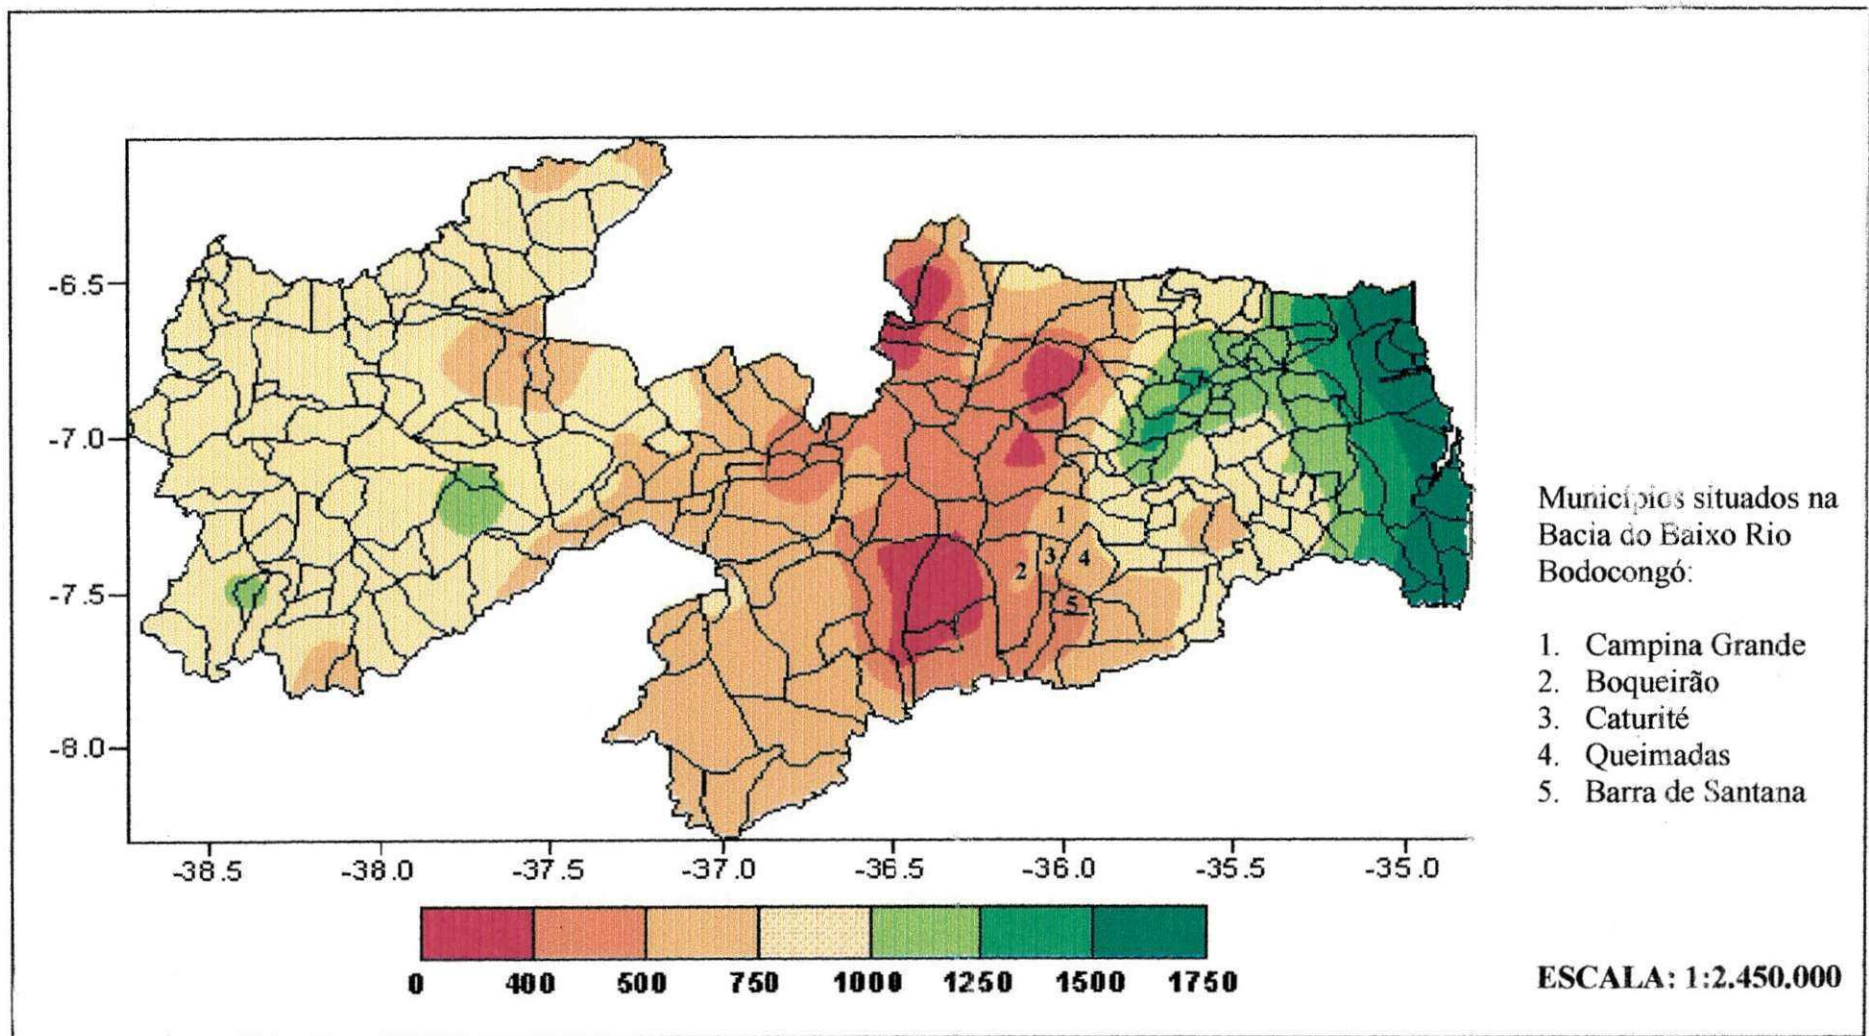 -6.5
-7.0
-7.5
-8.0
-38.5 -38.0 -37.5 -37.0 -36.5 -36.0 -35.5 -35.0
1
2
3
4
5
0 400 500 750 1000 1250 1500 1750
Municípios situados na
Bacia do Baixo Rio
Bodocongó:
1. Campina Grande
2. Boqueirão
3. Caturité
4. Queimadas
5. Barra de Santana
ESCALA: 1:2.450.000